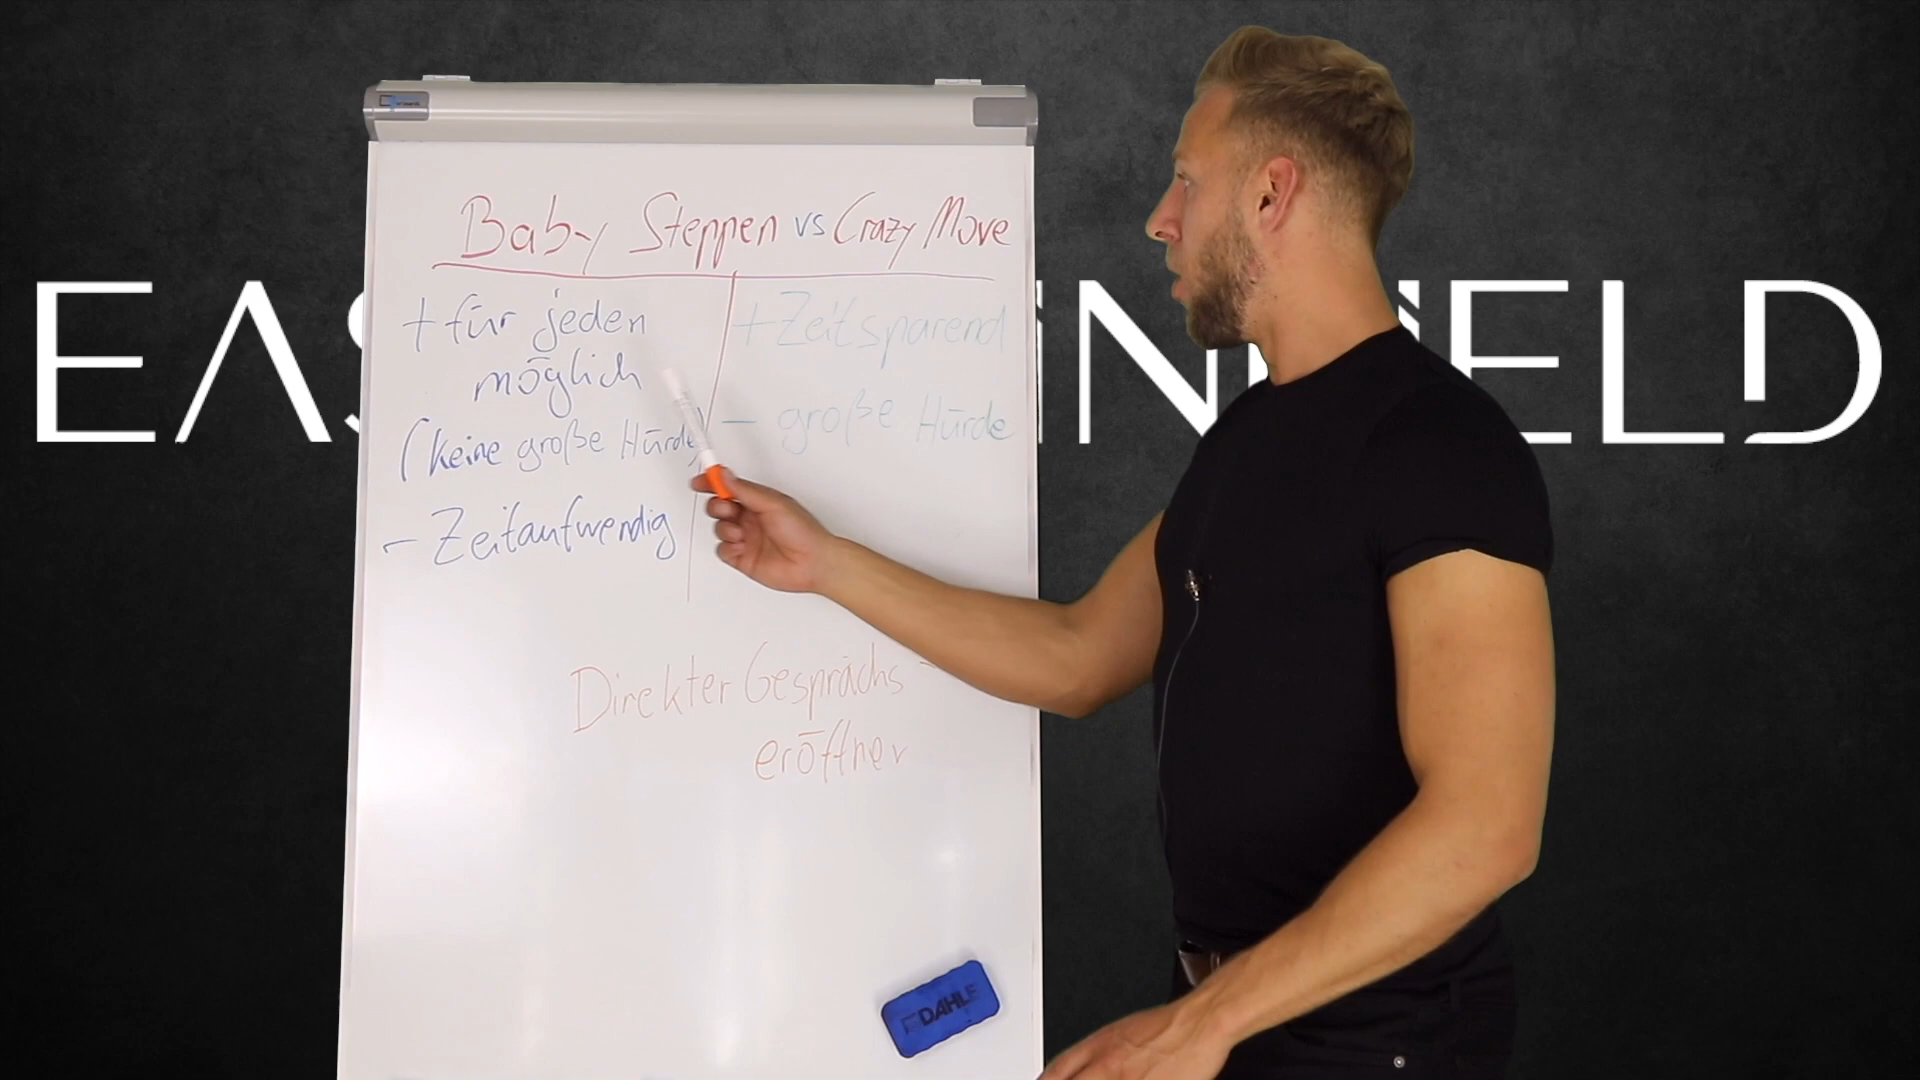 Baby Steppen vs Crazy Move
+ für jeden
möglich
(keine große Hürde)
- Zeitaufwendig
+ Zeitsparend
- große Hürde
Direkter Gesprächs-
eröffner
DAHLE